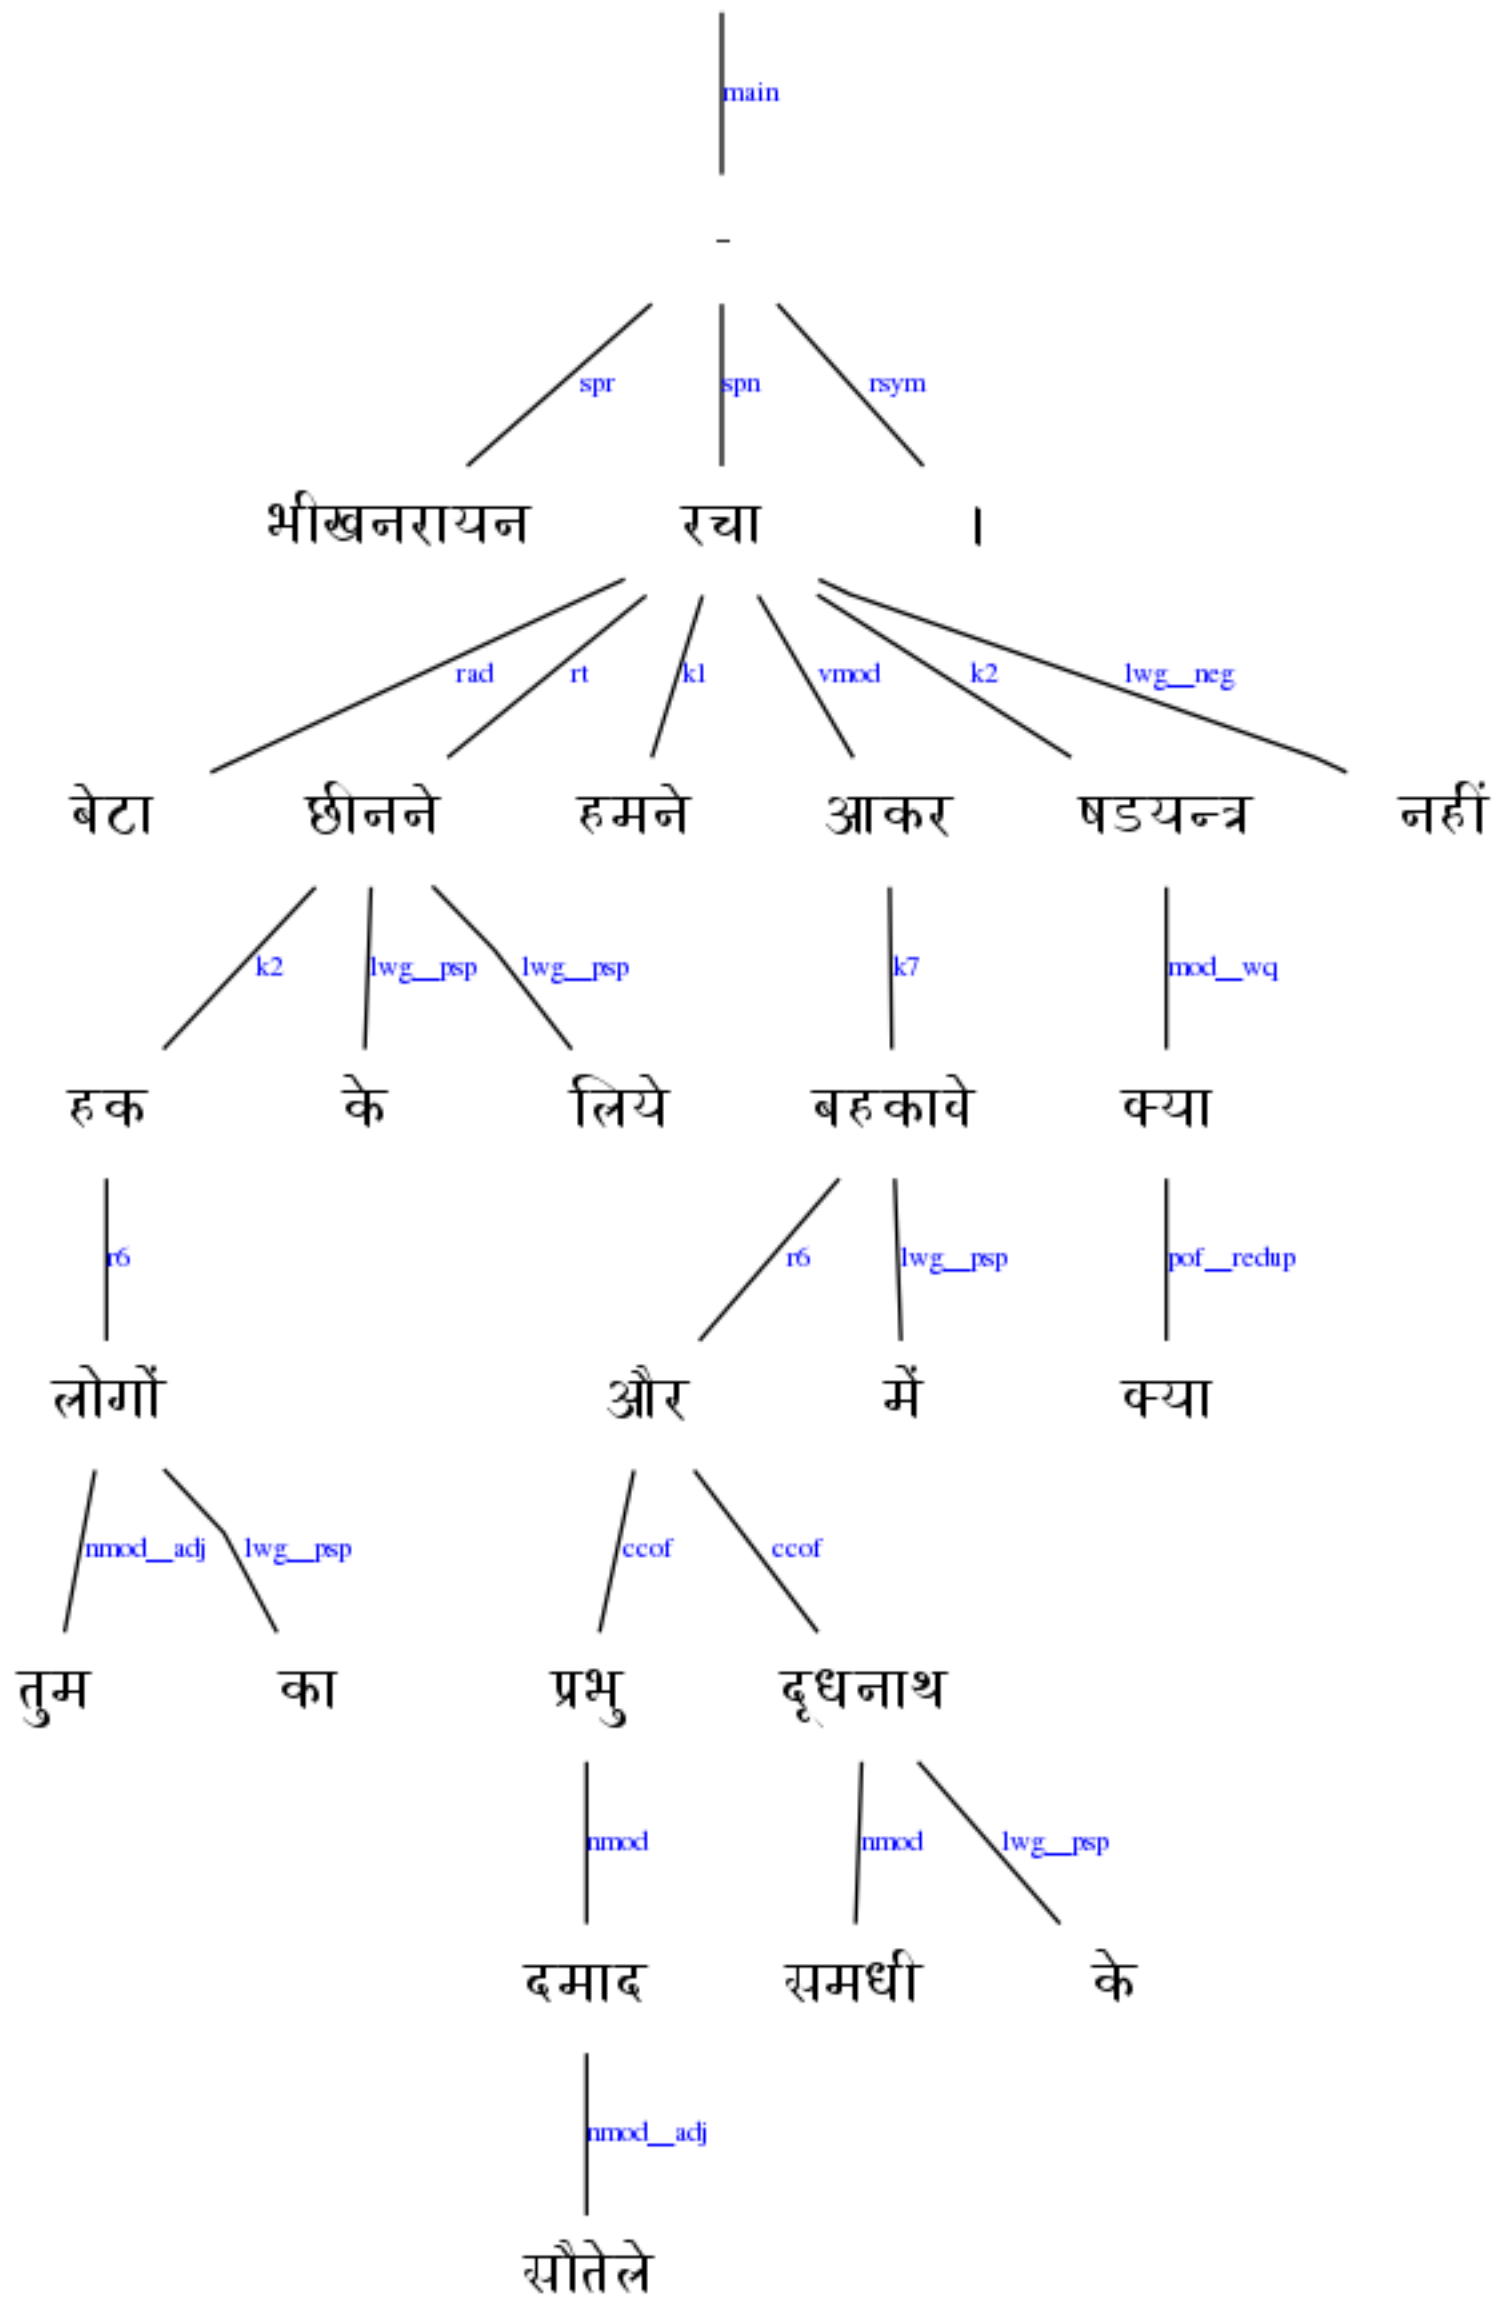 main
-
spr spn rsym
भीखनरायन रचा ।
rad rt k1 vmod k2 lwg__neg
बेटा छीनने हमने आकर षडयन्त्र नहीं
k2 lwg__psp lwg__psp k7 mod__wq
हक के लिये बहकावे क्या
r6 r6 lwg__psp pof__redup
लोगों और में क्या
nmod__adj lwg__psp ccof ccof
तुम का प्रभु दूधनाथ
nmod nmod lwg__psp
दमाद समधी के
nmod__adj
सौतेले